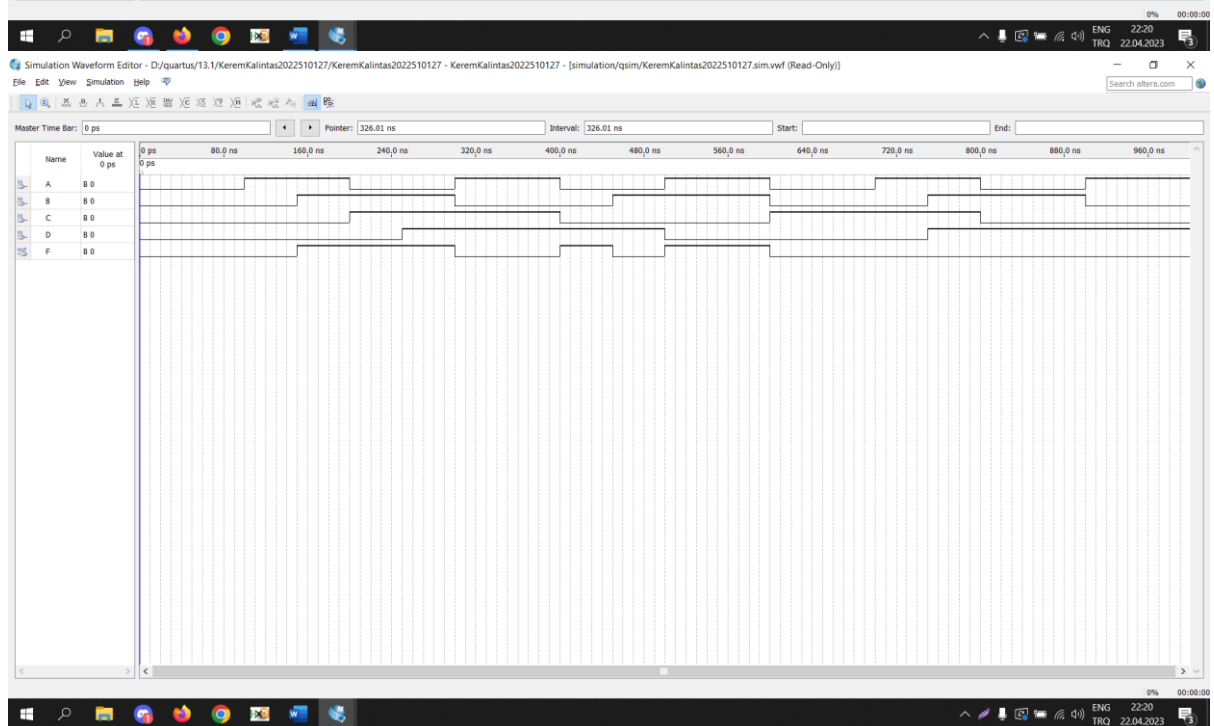 0% 00:00:00
ENG 22:20
TRQ 22.04.2023 3
Simulation Waveform Editor - D:/quartus/13.1/KeremKalintas2022510127/KeremKalintas2022510127 - KeremKalintas2022510127 - [simulation/qsim/KeremKalintas2022510127.sim.vwf (Read-Only)]
File Edit View Simulation Help
Search altera.com
Master Time Bar: 0 ps Pointer: 326.01 ns Interval: 326.01 ns Start: End:
Name Value at 0 ps
0 ps 80.0 ns 160.0 ns 240.0 ns 320.0 ns 400.0 ns 480.0 ns 560.0 ns 640.0 ns 720.0 ns 800.0 ns 880.0 ns 960.0 ns
0 ps
A B 0
B B 0
C B 0
D B 0
F B 0
0% 00:00:00
ENG 22:20
TRQ 22.04.2023 3